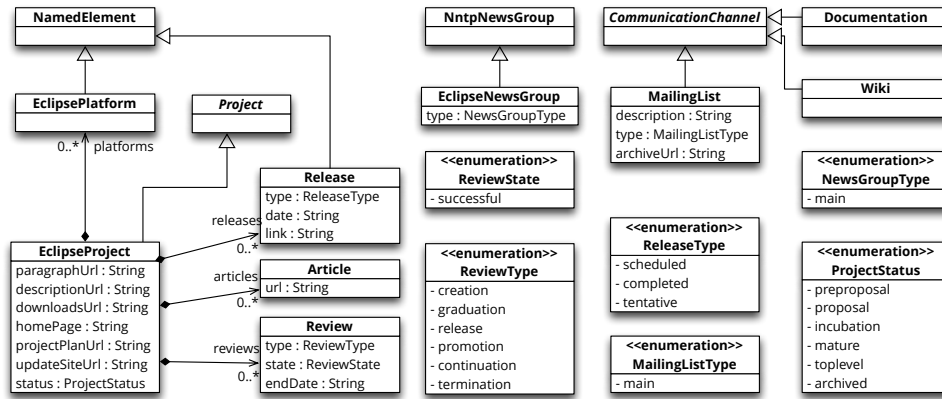 NamedElement
EclipsePlatform
Project
0..*
platforms
Release
type : ReleaseType
date : String
link : String
releases
0..*
EclipseProject
paragraphUrl : String
descriptionUrl : String
downloadsUrl : String
homePage : String
projectPlanUrl : String
updateSiteUrl : String
status : ProjectStatus
articles
0..*
Article
url : String
reviews
0..*
Review
type : ReviewType
state : ReviewState
endDate : String
NntpNewsGroup
EclipseNewsGroup
type : NewsGroupType
<<enumeration>>
ReviewState
- successful
<<enumeration>>
ReviewType
- creation
- graduation
- release
- promotion
- continuation
- termination
CommunicationChannel
MailingList
description : String
type : MailingListType
archiveUrl : String
<<enumeration>>
ReleaseType
- scheduled
- completed
- tentative
<<enumeration>>
MailingListType
- main
Documentation
Wiki
<<enumeration>>
NewsGroupType
- main
<<enumeration>>
ProjectStatus
- preproposal
- proposal
- incubation
- mature
- toplevel
- archived